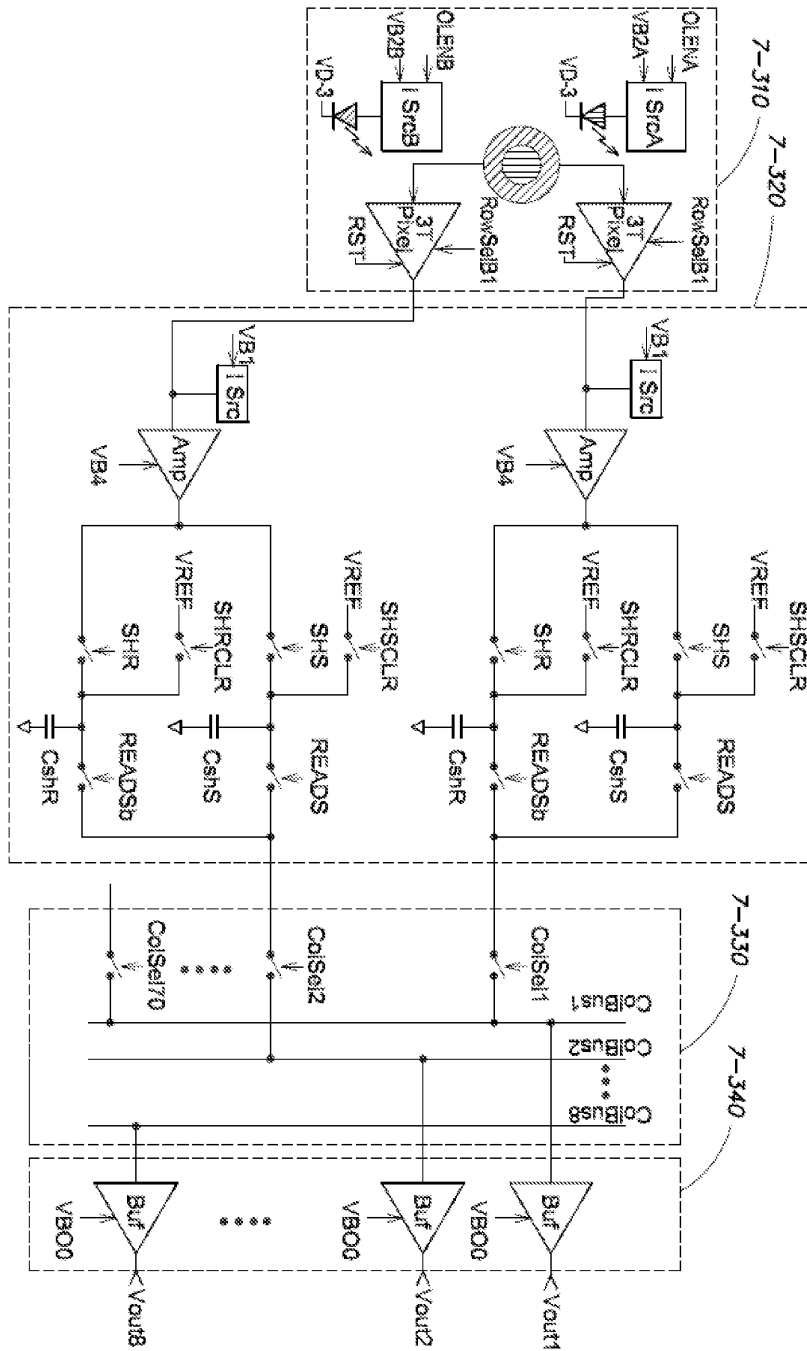 7-310
OLENA
VB2A
I SrcA
VD-3
OLENB
VB2B
I SrcB
VD-3
RowSelB1
3T
Pixel
RST
RowSelB1
3T
Pixel
RST
7-320
VB1
I Src
Amp
VB4
VREF
SHSCLR
SHS
READS
CshS
VREF
SHRCLR
SHR
READSb
CshR
VB1
I Src
Amp
VB4
VREF
SHSCLR
SHS
READS
CshS
VREF
SHRCLR
SHR
READSb
CshR
7-330
ColSel1
ColSel2
ColSel70
ColBus1
ColBus2
ColBus8
7-340
Buf
VBO0
Vout1
Buf
VBO0
Vout2
Buf
VBO0
Vout8